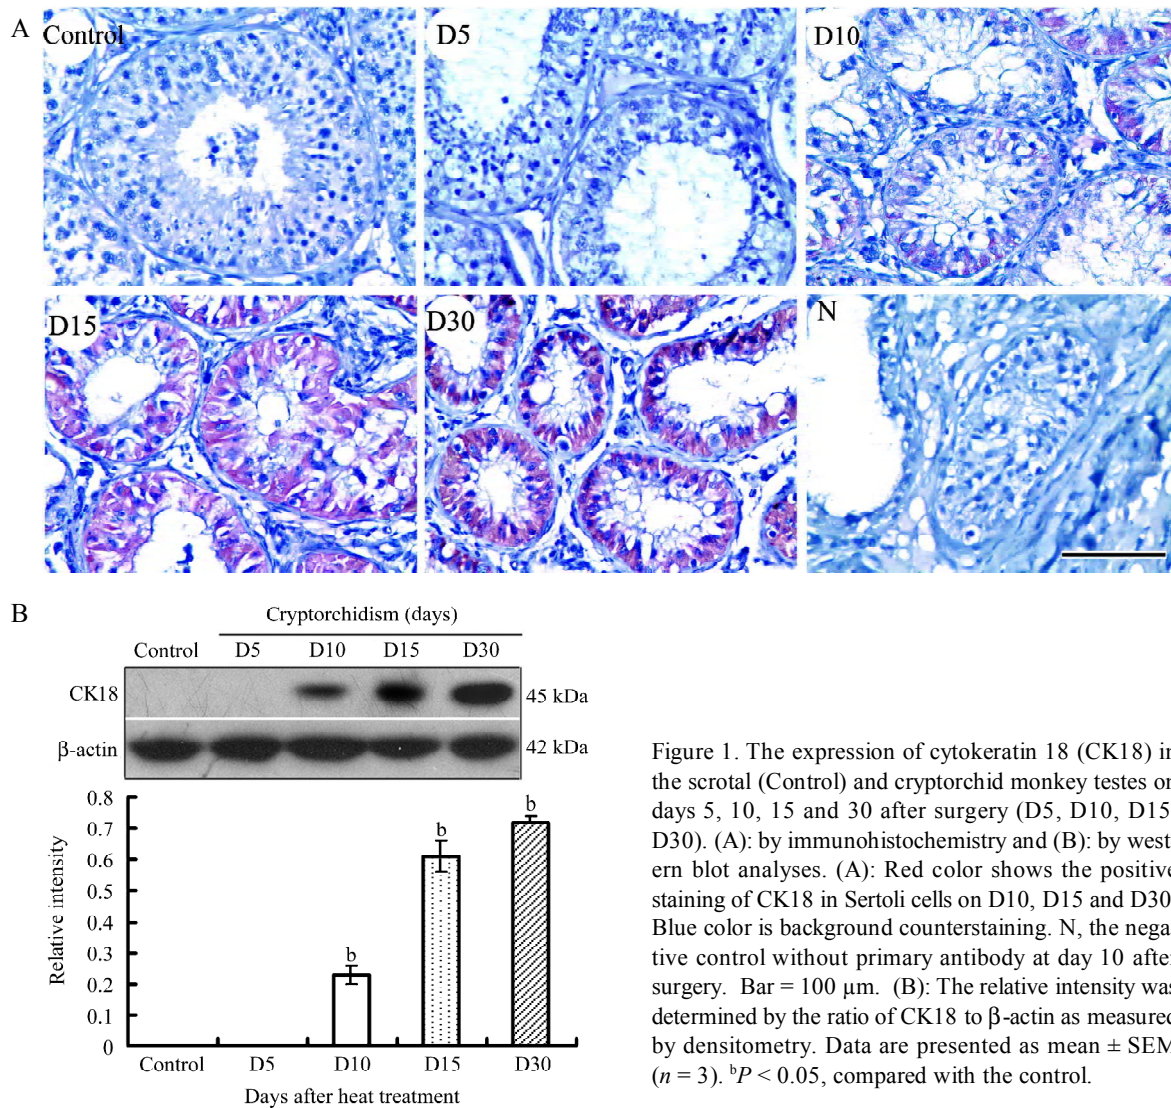 A
Control
D5
D10
D15
D30
N
B
Cryptorchidism (days)
Control D5 D10 D15 D30
CK18
45 kDa
β-actin
42 kDa
0.8
0.7
0.6
0.5
0.4
0.3
0.2
0.1
0
Relative intensity
b
b
b
Control D5 D10 D15 D30
Days after heat treatment
Figure 1. The expression of cytokeratin 18 (CK18) in
the scrotal (Control) and cryptorchid monkey testes on
days 5, 10, 15 and 30 after surgery (D5, D10, D15
D30). (A): by immunohistochemistry and (B): by west
ern blot analyses. (A): Red color shows the positive
staining of CK18 in Sertoli cells on D10, D15 and D30
Blue color is background counterstaining. N, the nega
tive control without primary antibody at day 10 after
surgery. Bar = 100 µm. (B): The relative intensity was
determined by the ratio of CK18 to β-actin as measured
by densitometry. Data are presented as mean ± SEM
(n = 3). ᵇP < 0.05, compared with the control.